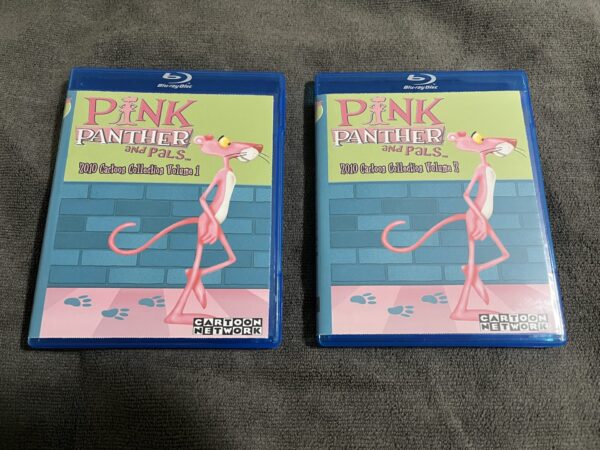 Blu-ray Disc
PINK
PANTHER
and PALS...
2010 Cartoon Collection Volume 1
CARTOON
NETWORK
Blu-ray Disc
PINK
PANTHER
and PALS...
2010 Cartoon Collection Volume 2
CARTOON
NETWORK